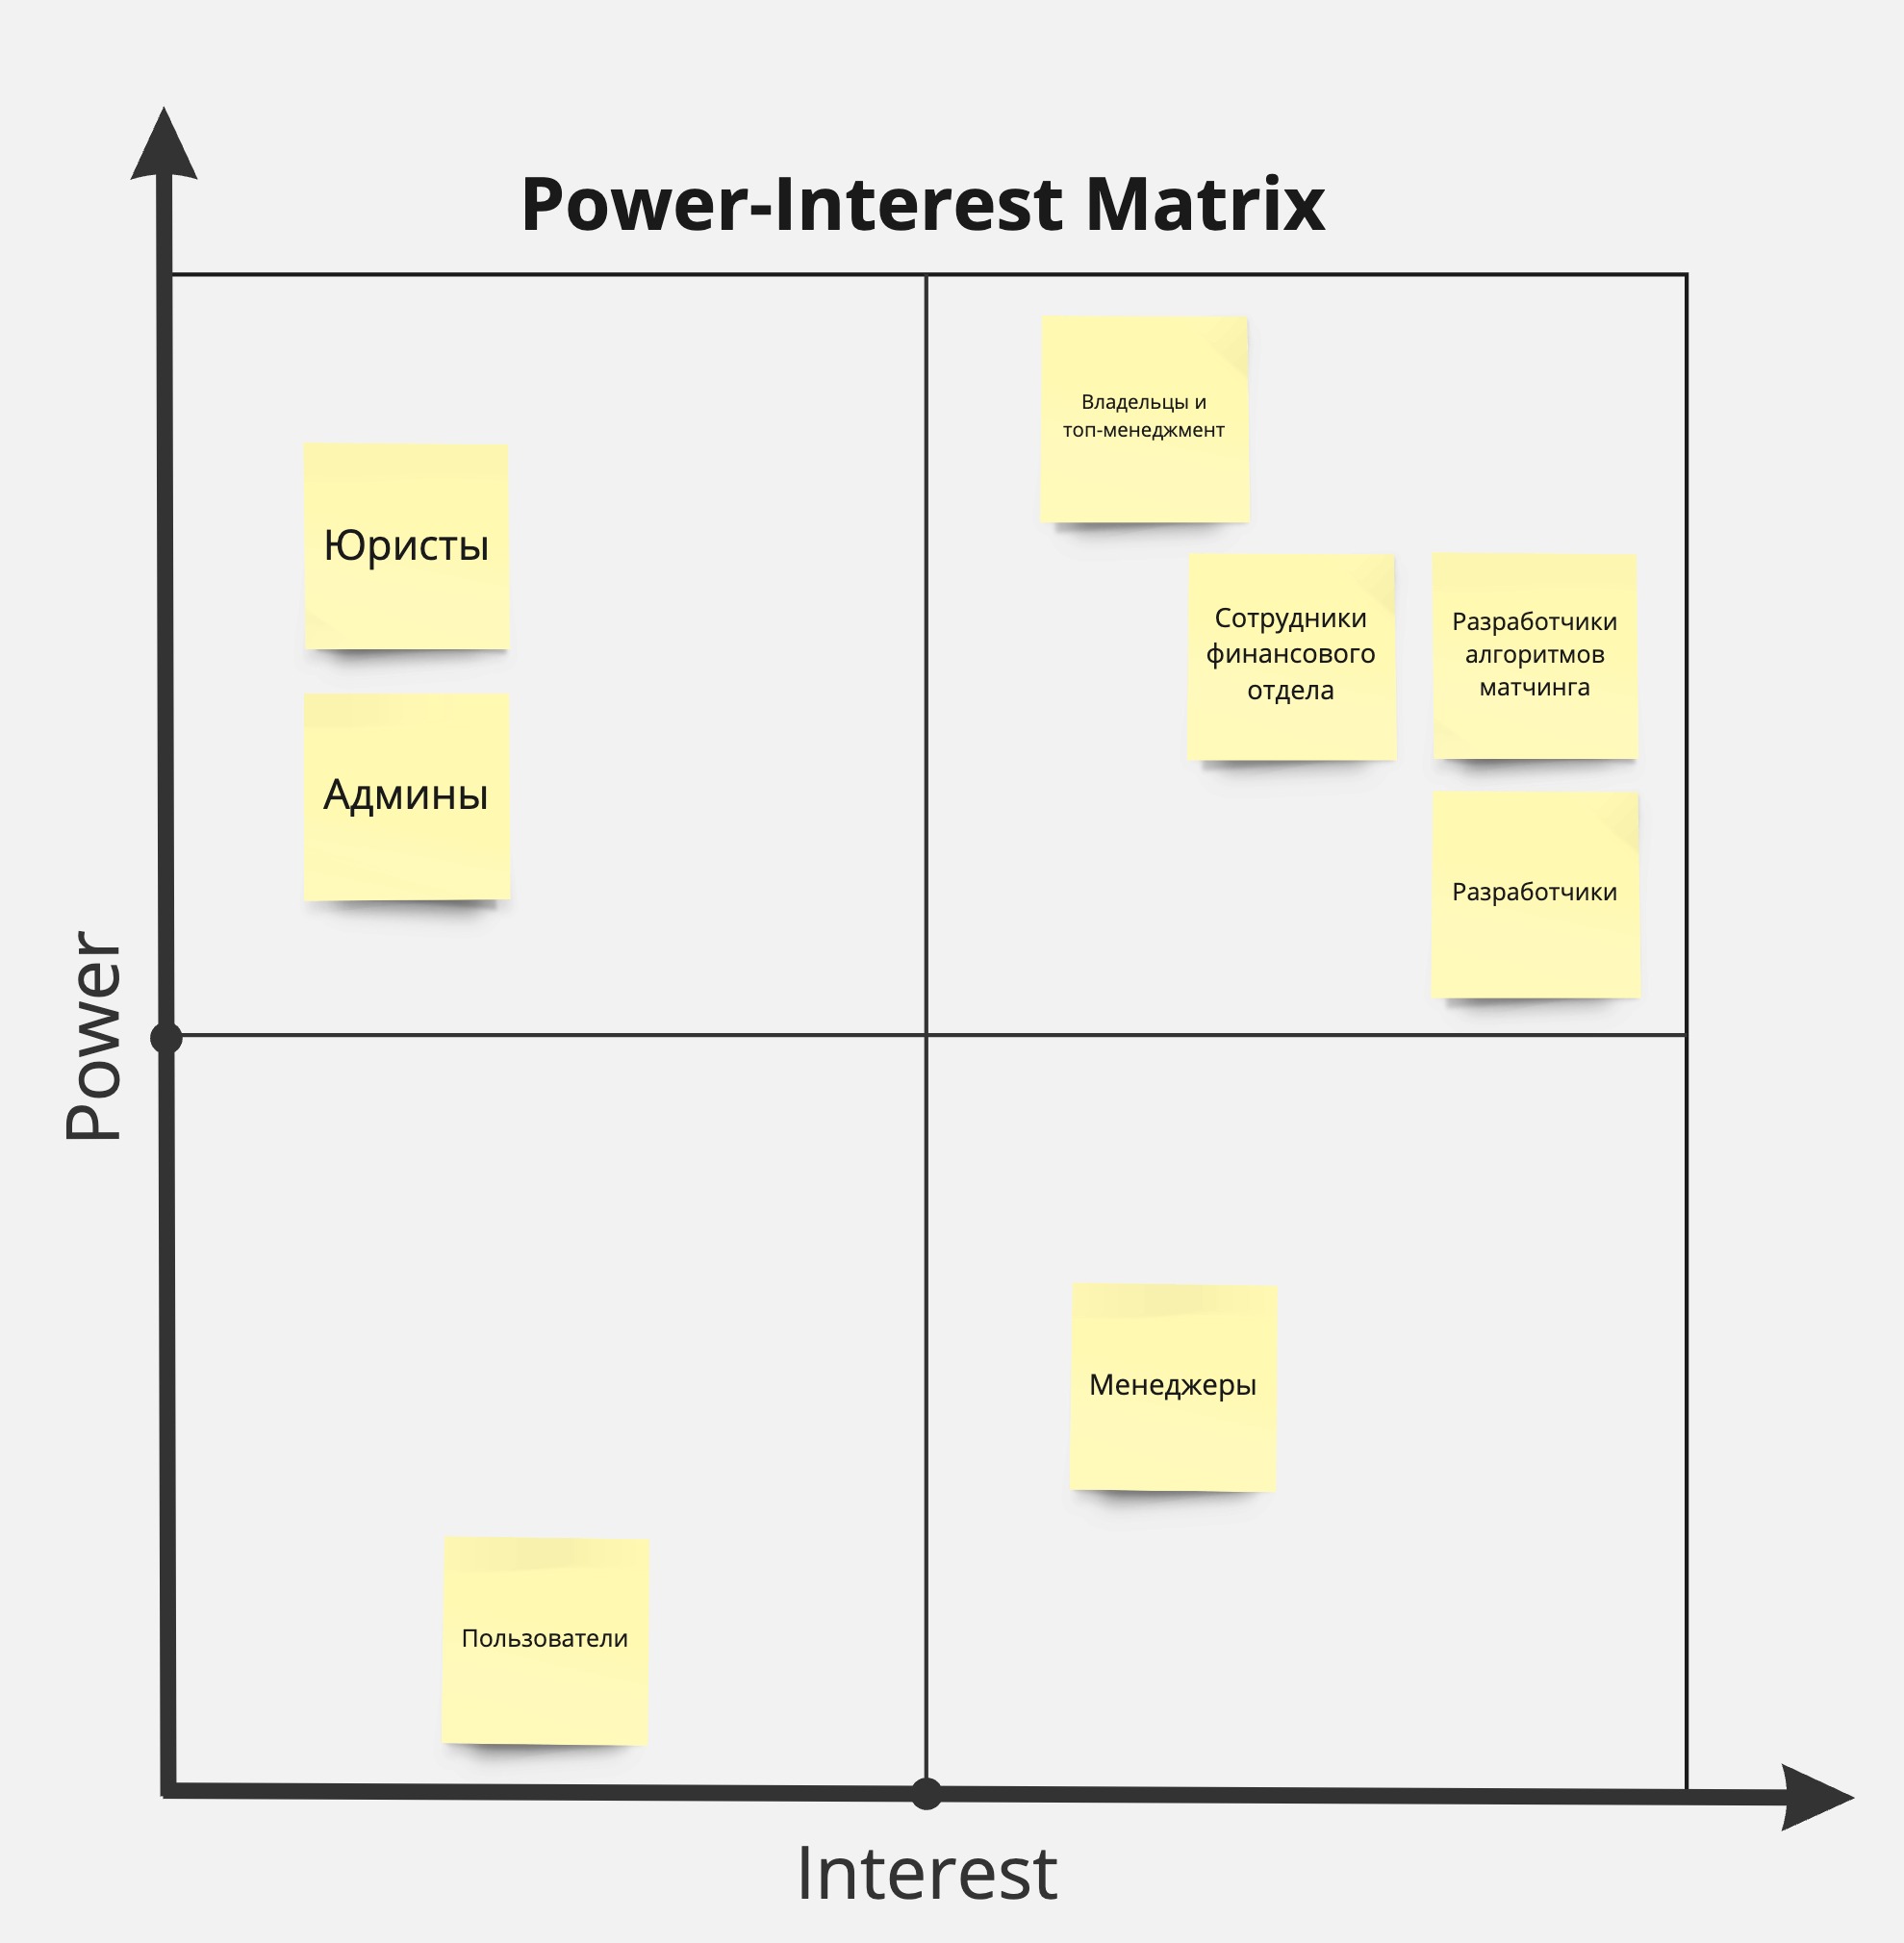 Power-Interest Matrix
Владельцы и
топ-менеджмент
Юристы
Сотрудники
финансового
отдела
Разработчики
алгоритмов
матчинга
Админы
Разработчики
Power
Менеджеры
Пользователи
Interest